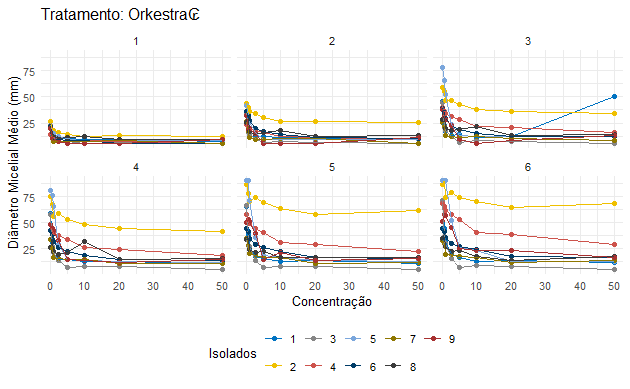 Tratamento: Orkestra₢
1 2 3
75
50
25
4 5 6
75
50
25
Diâmetro Micelial Médio (mm)
0 10 20 30 40 50 0 10 20 30 40 50 0 10 20 30 40 50
Concentração
Isolados
1 3 5 7 9
2 4 6 8